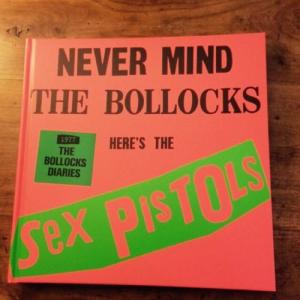 NEVER MIND
THE BOLLOCKS
1977
THE
BOLLOCKS
DIARIES
HERE'S THE
Sex PisTOLs